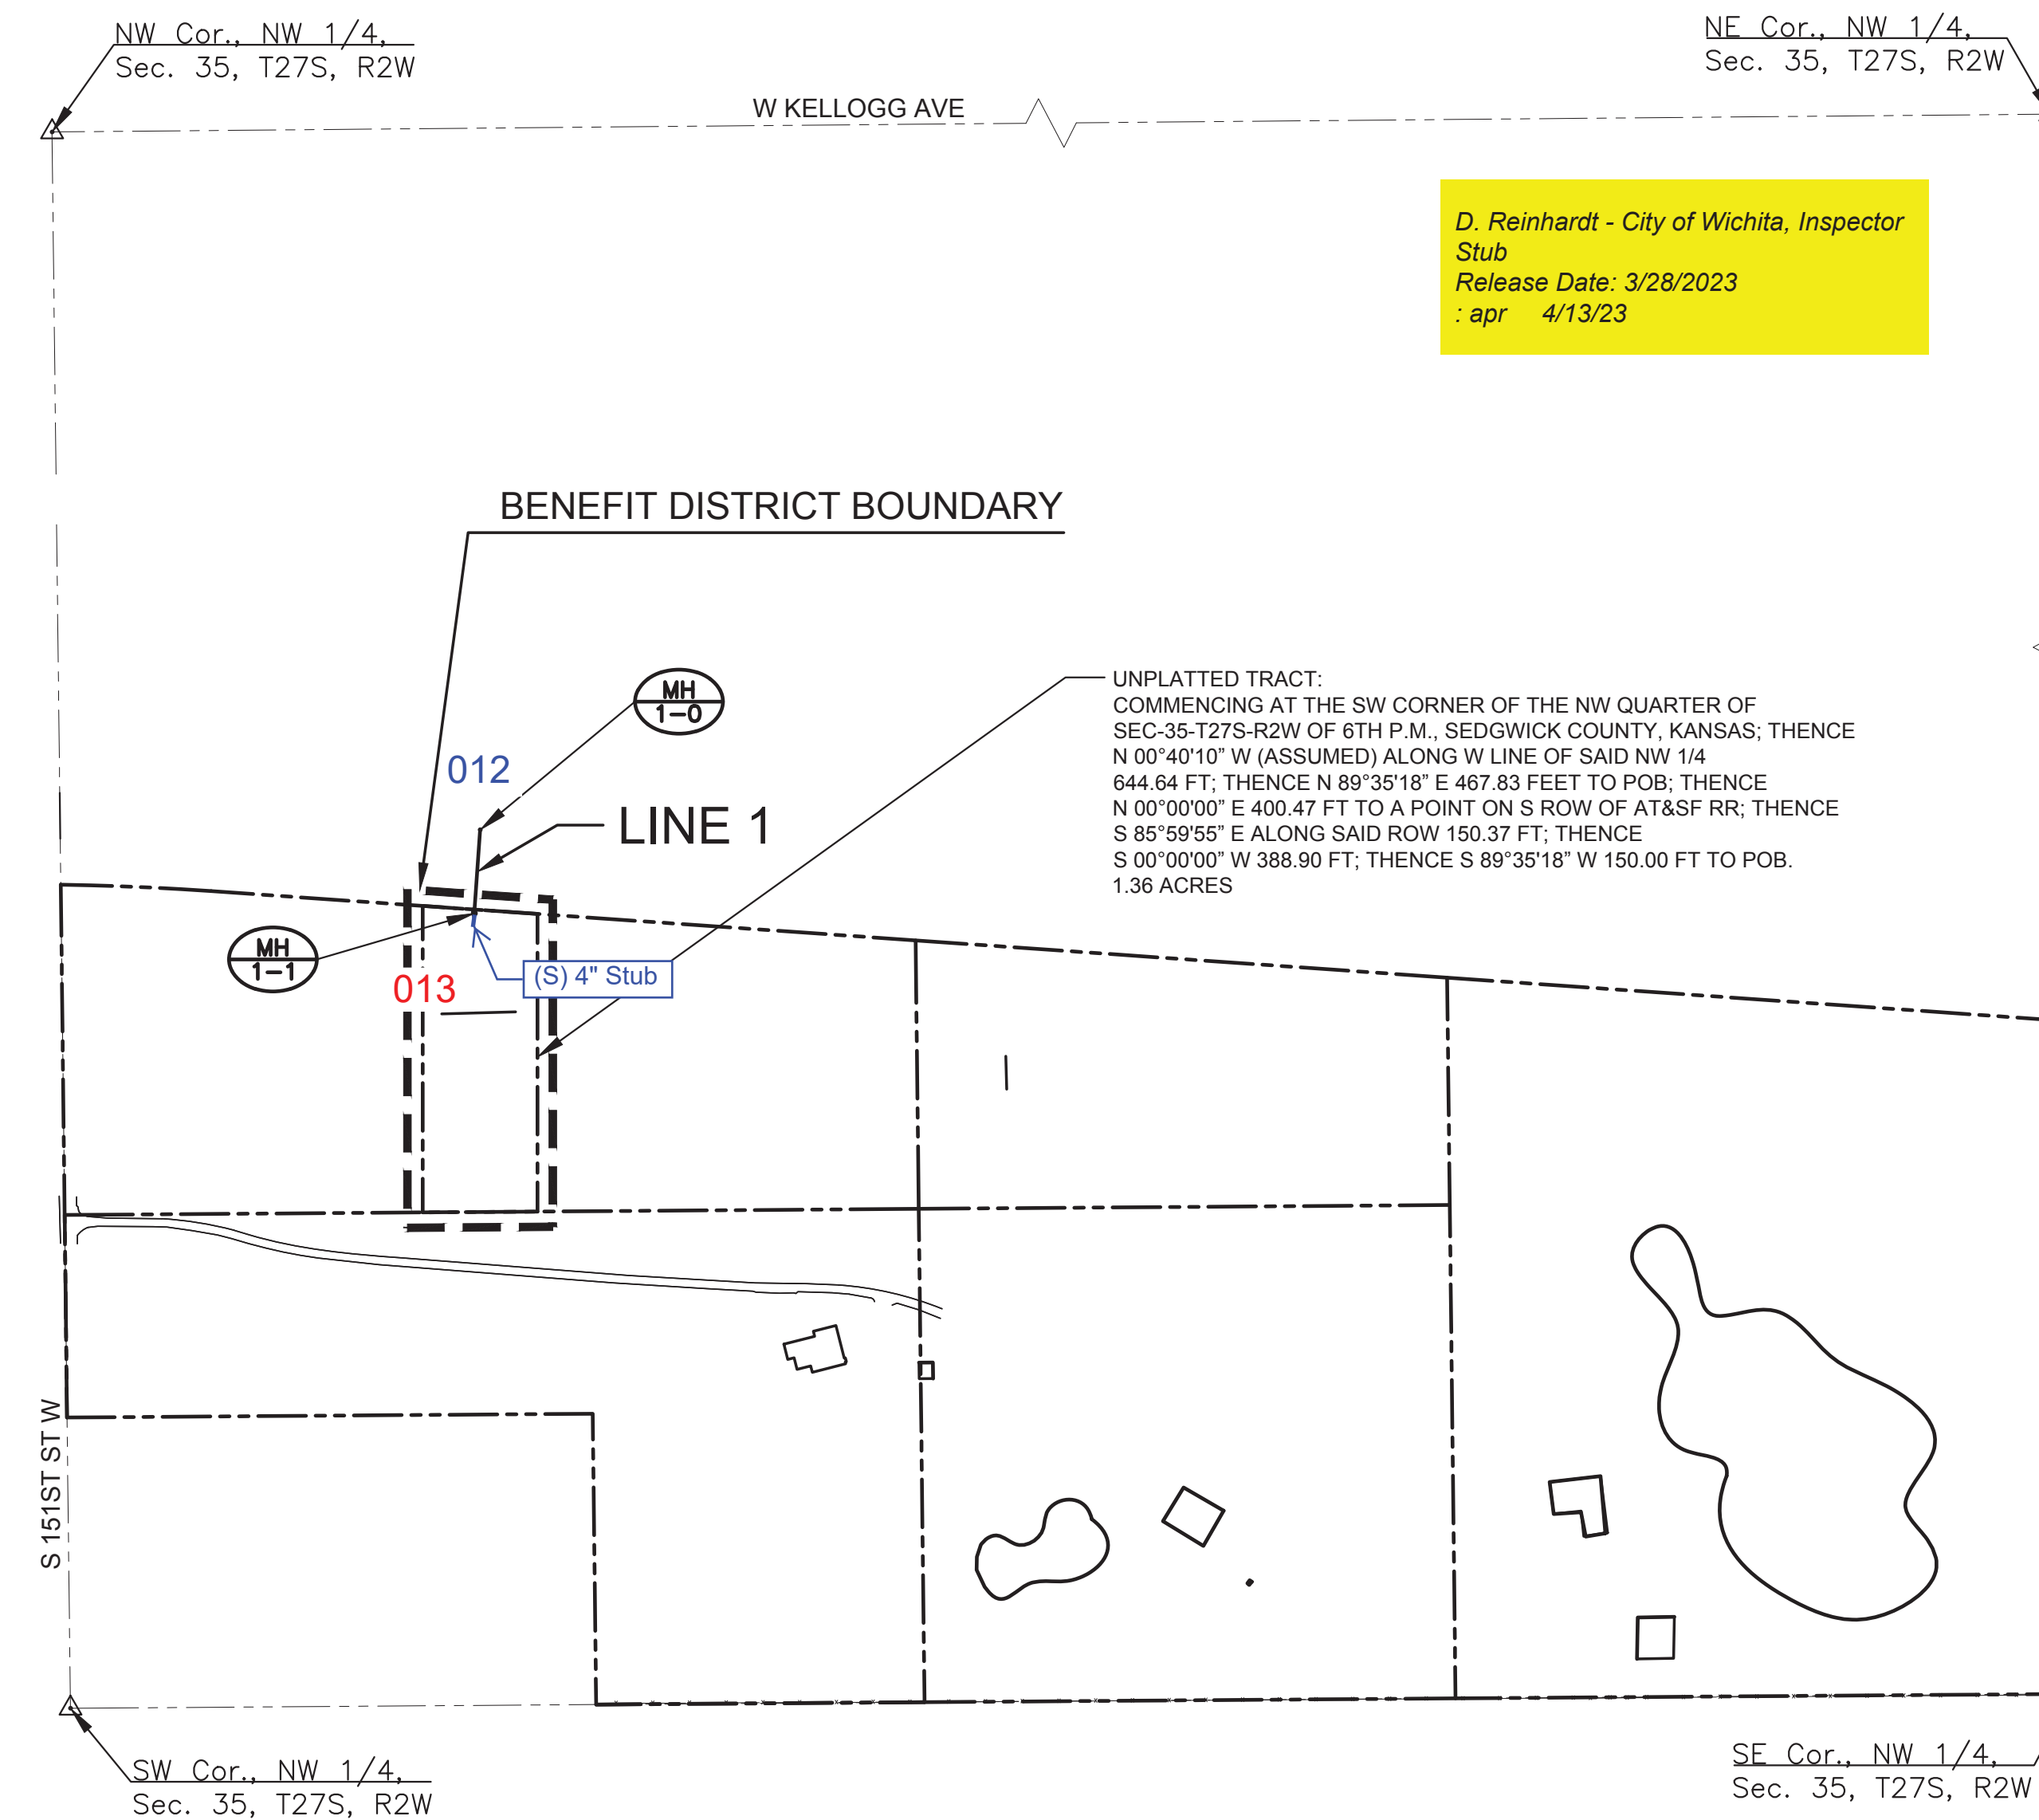 NW Cor., NW 1/4,
Sec. 35, T27S, R2W
NE Cor., NW 1/4,
Sec. 35, T27S, R2W
W KELLOGG AVE
D. Reinhardt - City of Wichita, Inspector
Stub
Release Date: 3/28/2023
: apr 4/13/23
BENEFIT DISTRICT BOUNDARY
MH
1-0
012
LINE 1
UNPLATTED TRACT:
COMMENCING AT THE SW CORNER OF THE NW QUARTER OF
SEC-35-T27S-R2W OF 6TH P.M., SEDGWICK COUNTY, KANSAS; THENCE
N 00°40'10” W (ASSUMED) ALONG W LINE OF SAID NW 1/4
644.64 FT; THENCE N 89°35'18” E 467.83 FEET TO POB; THENCE
N 00°00'00” E 400.47 FT TO A POINT ON S ROW OF AT&SF RR; THENCE
S 85°59'55” E ALONG SAID ROW 150.37 FT; THENCE
S 00°00'00” W 388.90 FT; THENCE S 89°35'18” W 150.00 FT TO POB.
1.36 ACRES
MH
1-1
013
(S) 4" Stub
S 151ST ST W
SW Cor., NW 1/4,
Sec. 35, T27S, R2W
SE Cor., NW 1/4,
Sec. 35, T27S, R2W